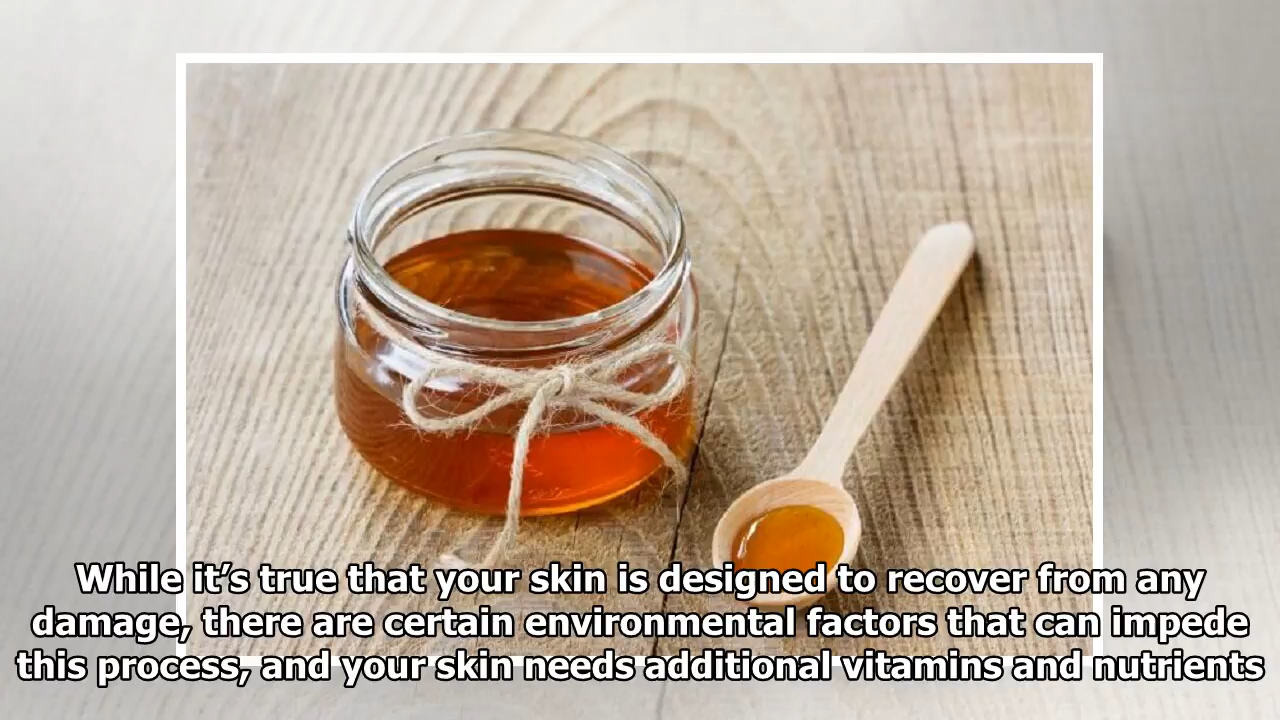 While it’s true that your skin is designed to recover from any
damage, there are certain environmental factors that can impede
this process, and your skin needs additional vitamins and nutrients